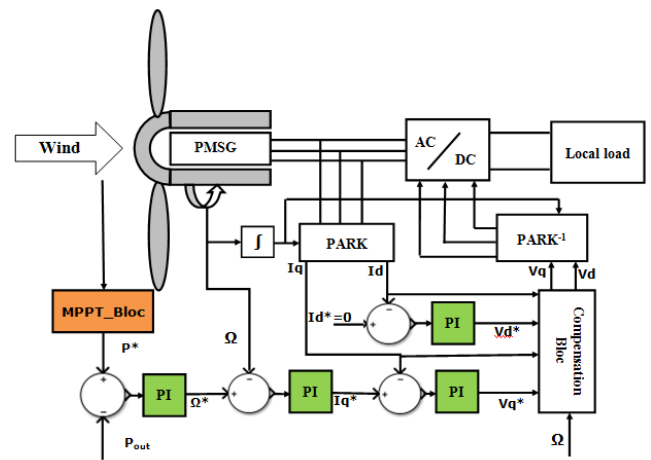 Wind
PMSG
AC
DC
Local load
∫
PARK
PARK-1
Iq
Id
Vq
Vd
MPPT_Bloc
Id*=0
PI
Vd*
Compensation
Bloc
P*
Ω
PI
Ω*
PI
Iq*
PI
Vq*
Pout
Ω